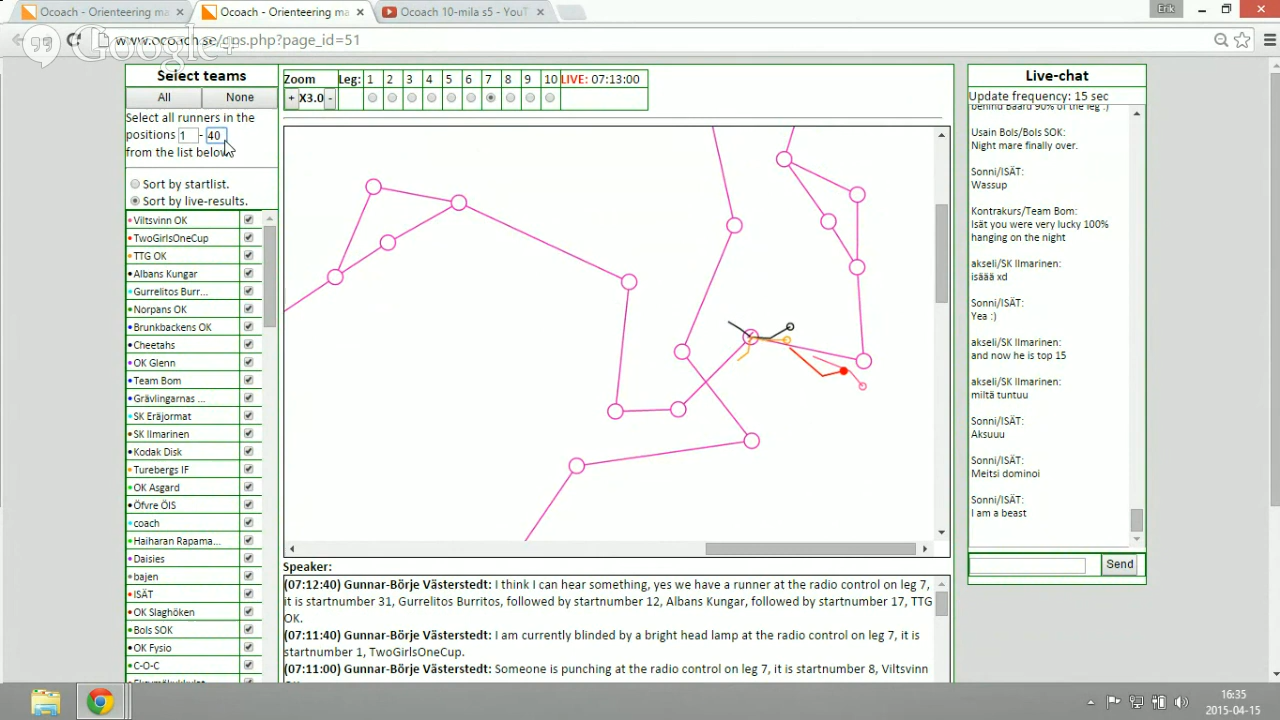 Ocoach - Orienteering ma
Ocoach - Orienteering ma
Ocoach 10-mila s5 - YouT
Erik
www.ocoach.se/gps.php?page_id=51
Google+
Select teams
All
None
Select all runners in the
positions 1 - 40
from the list below.
Sort by startlist.
Sort by live-results.
Viltsvinn OK
TwoGirlsOneCup
TTG OK
Albans Kungar
Gurrelitos Burr...
Norpans OK
Brunkbackens OK
Cheetahs
OK Glenn
Team Bom
Grävlingarnas ...
SK Eräjormat
SK Ilmarinen
Kodak Disk
Turebergs IF
OK Asgard
Öfvre ÖIS
coach
Haiharan Rapama...
Daisies
bajen
ISÄT
OK Slaghöken
Bols SOK
OK Fysio
C-O-C
Zoom
Leg: 1 2 3 4 5 6 7 8 9 10 LIVE: 07:13:00
+ X3.0 -
Speaker:
(07:12:40) Gunnar-Börje Västerstedt: I think I can hear something, yes we have a runner at the radio control on leg 7,
it is startnumber 31, Gurrelitos Burritos, followed by startnumber 12, Albans Kungar, followed by startnumber 17, TTG
OK.
(07:11:40) Gunnar-Börje Västerstedt: I am currently blinded by a bright head lamp at the radio control on leg 7, it is
startnumber 1, TwoGirlsOneCup.
(07:11:00) Gunnar-Börje Västerstedt: Someone is punching at the radio control on leg 7, it is startnumber 8, Viltsvinn
Live-chat
Update frequency: 15 sec
behind Baard 90% of the leg :)
Usain Bols/Bols SOK:
Night mare finally over.
Sonni/ISÄT:
Wassup
Kontrakurs/Team Bom:
Isät you were very lucky 100%
hanging on the night
akseli/SK Ilmarinen:
isäää xd
Sonni/ISÄT:
Yea :)
akseli/SK Ilmarinen:
and now he is top 15
akseli/SK Ilmarinen:
miltä tuntuu
Sonni/ISÄT:
Aksuuu
Sonni/ISÄT:
Meitsi dominoi
Sonni/ISÄT:
I am a beast
Send
16:35
2015-04-15